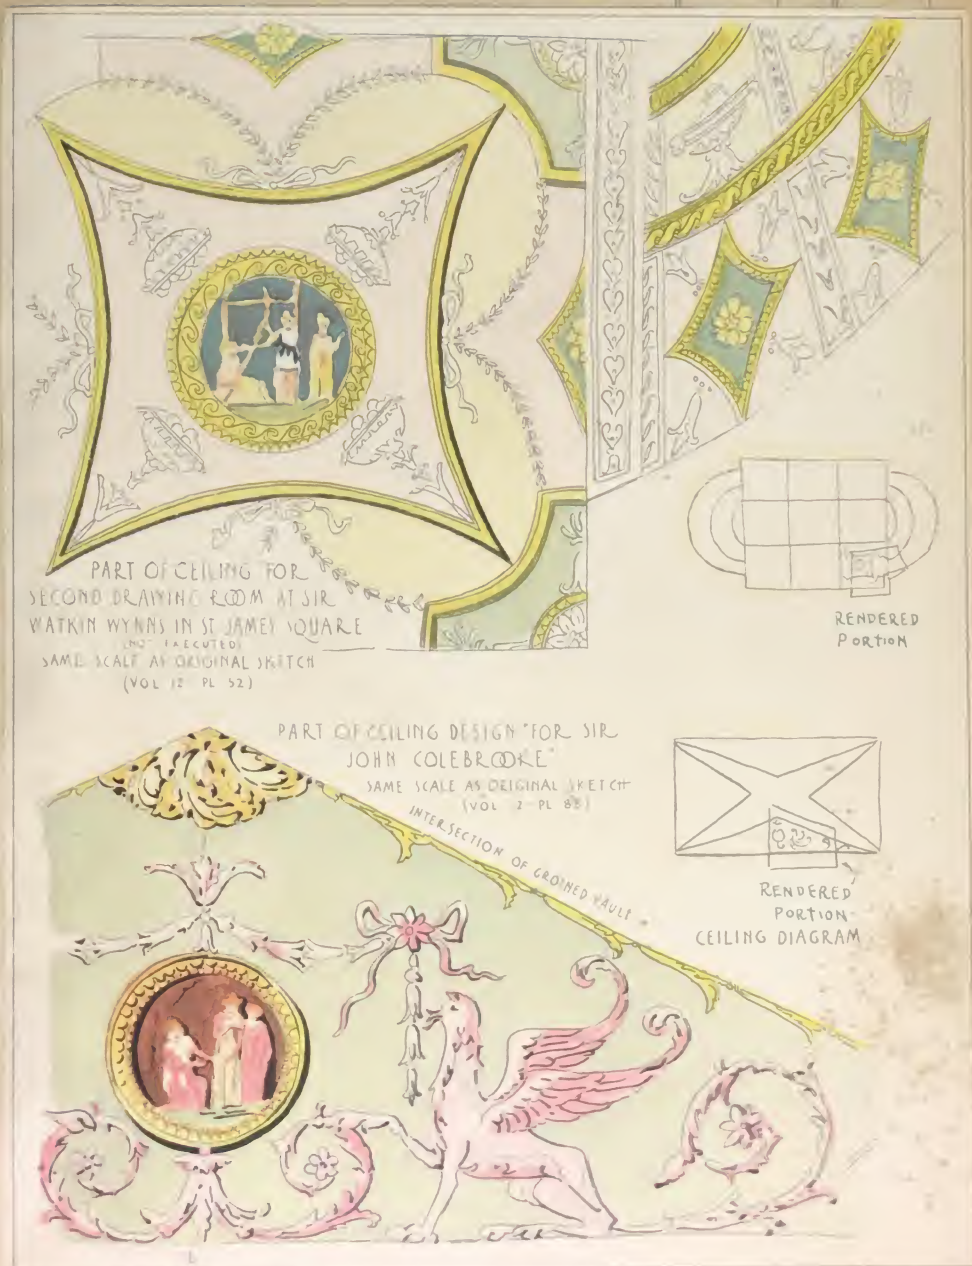 PART OF CEILING FOR
SECOND DRAWING ROOM AT SIR
WATKIN WYNNS IN ST JAMES SQUARE
(NOT EXECUTED)
SAME SCALE AS ORIGINAL SKETCH
(VOL 12 PL 52)
RENDERED
PORTION
PART OF CEILING DESIGN "FOR SIR
JOHN COLEBROOKE"
SAME SCALE AS ORIGINAL SKETCH
(VOL 2 PL
INTERSECTION OF GROINED VAULT
RENDERED
PORTION
CEILING DIAGRAM